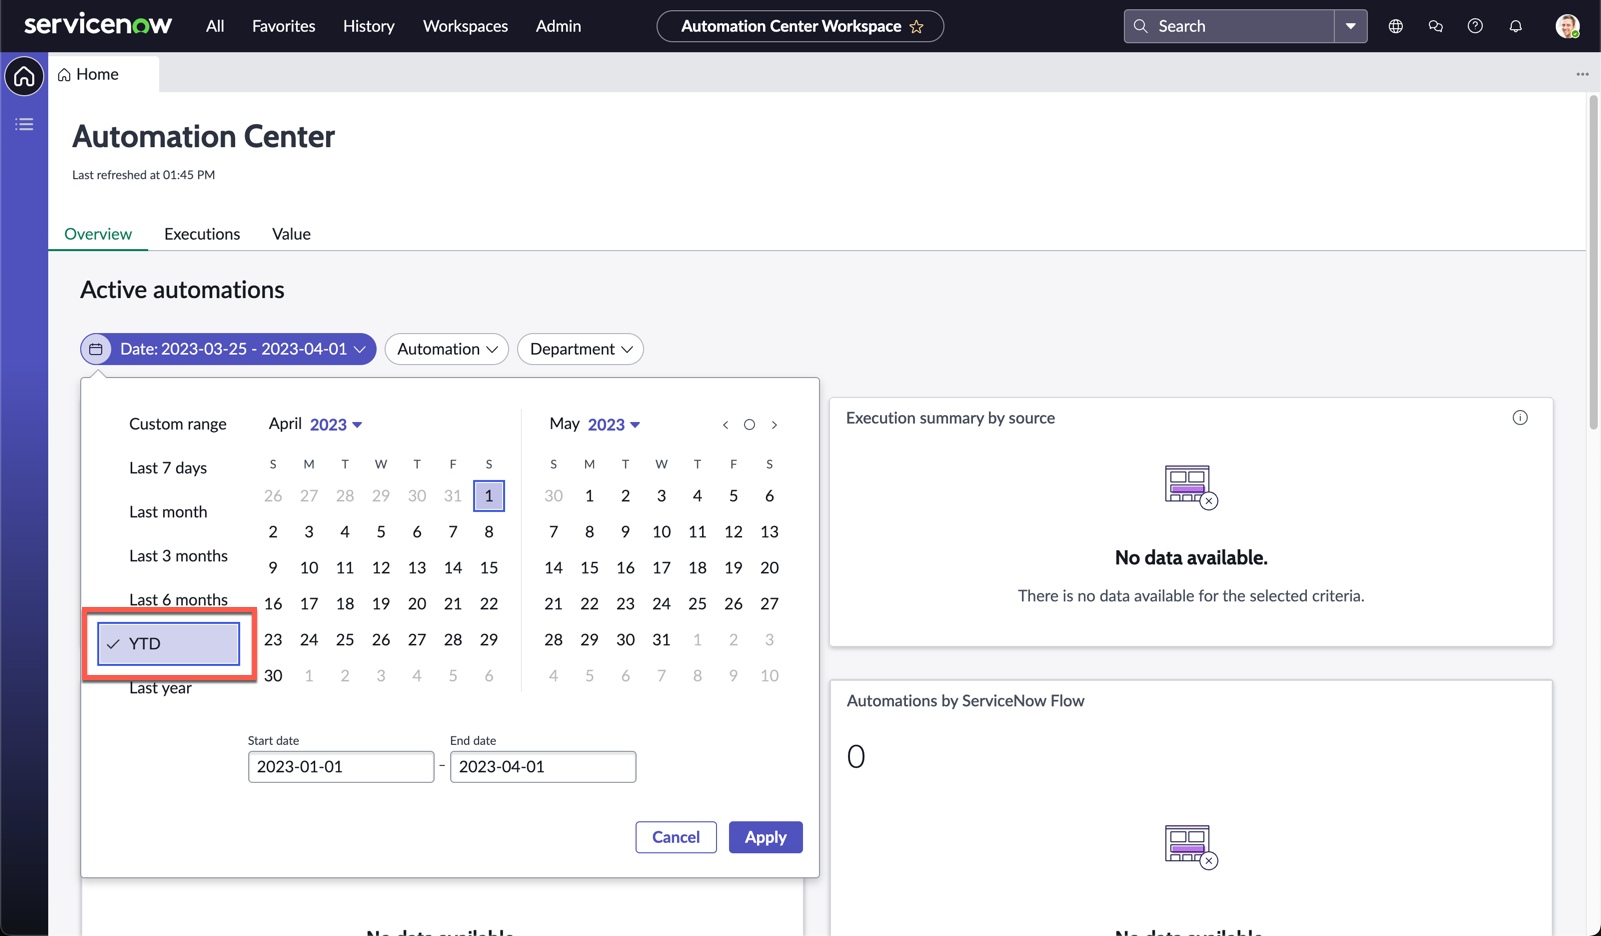 servicenow All Favorites History Workspaces Admin Automation Center Workspace Search
Home
Automation Center
Last refreshed at 01:45 PM
Overview Executions Value
Active automations
Date: 2023-03-25 - 2023-04-01 Automation Department
Custom range
Last 7 days
Last month
Last 3 months
Last 6 months
YTD
Last year
April 2023
S M T W T F S
26 27 28 29 30 31 1
2 3 4 5 6 7 8
9 10 11 12 13 14 15
16 17 18 19 20 21 22
23 24 25 26 27 28 29
30 1 2 3 4 5 6
May 2023
S M T W T F S
30 1 2 3 4 5 6
7 8 9 10 11 12 13
14 15 16 17 18 19 20
21 22 23 24 25 26 27
28 29 30 31 1 2 3
4 5 6 7 8 9 10
Start date End date
2023-01-01 - 2023-04-01
Cancel Apply
Execution summary by source
No data available.
There is no data available for the selected criteria.
Automations by ServiceNow Flow
0
No data available.
No data available.